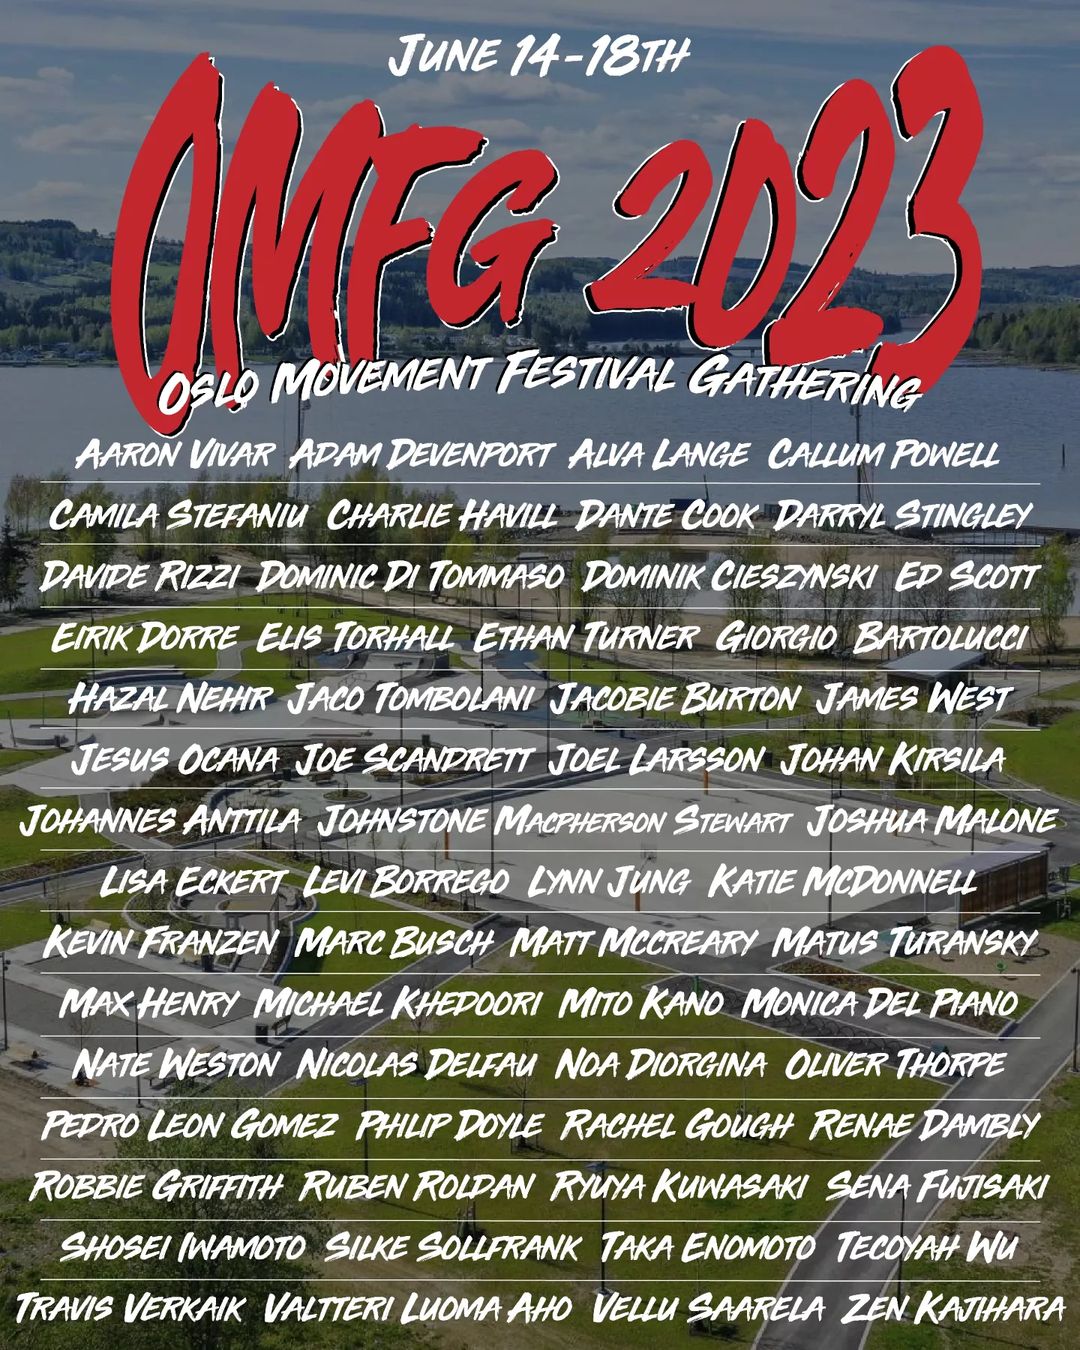 June 14-18th
OMFG 2023
Oslo Movement Festival Gathering
Aaron Vivar Adam Devenport Alva Lange Callum Powell
Camila Stefaniu Charlie Havill Dante Cook Darryl Stingley
Davide Rizzi Dominic Di Tommaso Dominik Cieszynski Ed Scott
Eirik Dorre Elis Torhall Ethan Turner Giorgio Bartolucci
Hazal Nehir Jaco Tombolani Jacobie Burton James West
Jesus Ocana Joe Scandrett Joel Larsson Johan Kirsila
Johannes Anttila Johnstone Macpherson Stewart Joshua Malone
Lisa Eckert Levi Borrego Lynn Jung Katie McDonnell
Kevin Franzen Marc Busch Matt Mccreary Matus Turansky
Max Henry Michael Khedoori Mito Kano Monica Del Piano
Nate Weston Nicolas Delfau Noa Diorgina Oliver Thorpe
Pedro Leon Gomez Philip Doyle Rachel Gough Renae Dambly
Robbie Griffith Ruben Roldan Ryuya Kuwasaki Sena Fujisaki
Shosei Iwamoto Silke Sollfrank Taka Enomoto Tecoyah Wu
Travis Verkaik Valtteri Luoma Aho Vellu Saarela Zen Kajihara